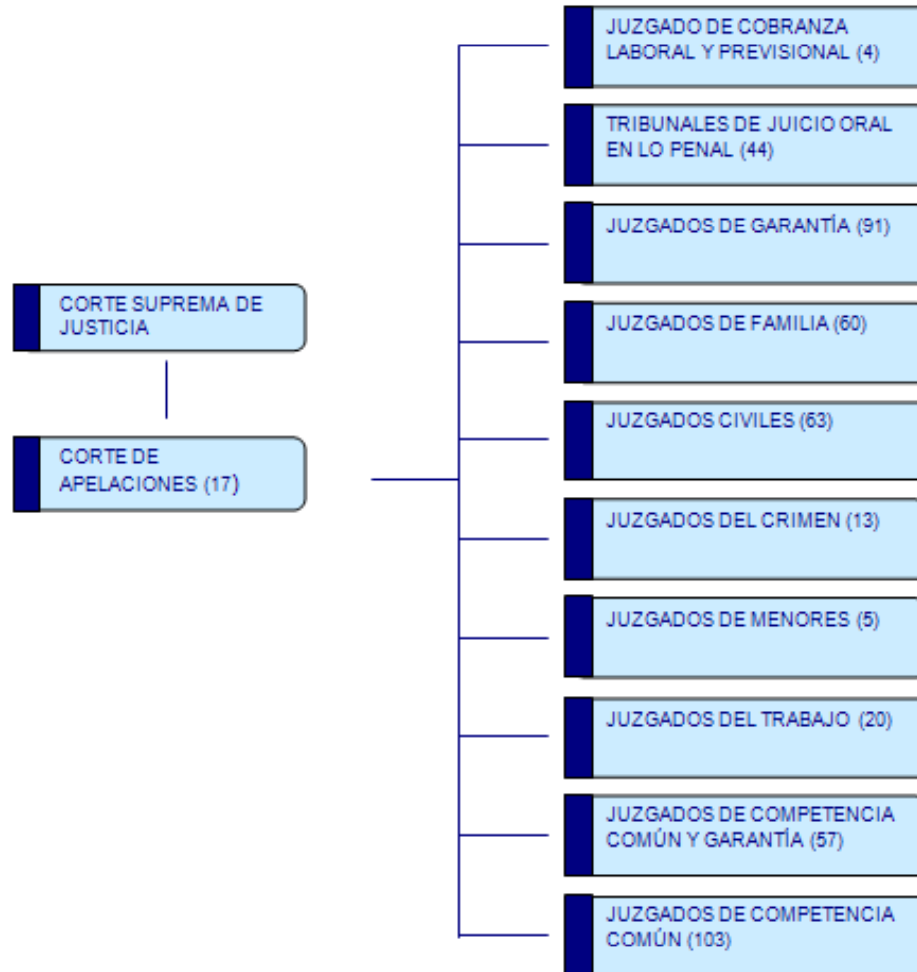 CORTE SUPREMA DE
JUSTICIA
CORTE DE
APELACIONES (17)
JUZGADO DE COBRANZA
LABORAL Y PREVISIONAL (4)
TRIBUNALES DE JUICIO ORAL
EN LO PENAL (44)
JUZGADOS DE GARANTÍA (91)
JUZGADOS DE FAMILIA (60)
JUZGADOS CIVILES (63)
JUZGADOS DEL CRIMEN (13)
JUZGADOS DE MENORES (5)
JUZGADOS DEL TRABAJO (20)
JUZGADOS DE COMPETENCIA
COMÚN Y GARANTÍA (57)
JUZGADOS DE COMPETENCIA
COMÚN (103)